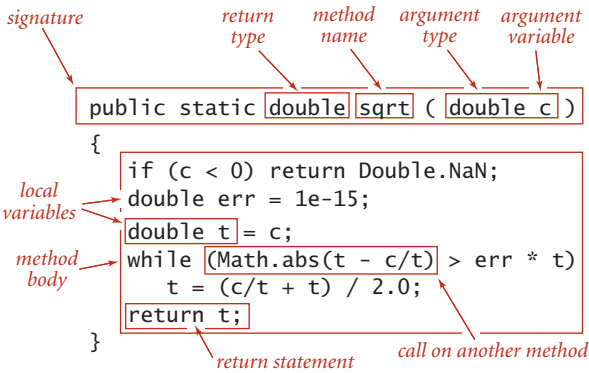 signature
return type
method name
argument type
argument variable
public static double sqrt ( double c )
{
if (c < 0) return Double.NaN;
double err = 1e-15;
local variables
double t = c;
method body
while (Math.abs(t - c/t) > err * t)
t = (c/t + t) / 2.0;
return t;
}
return statement
call on another method